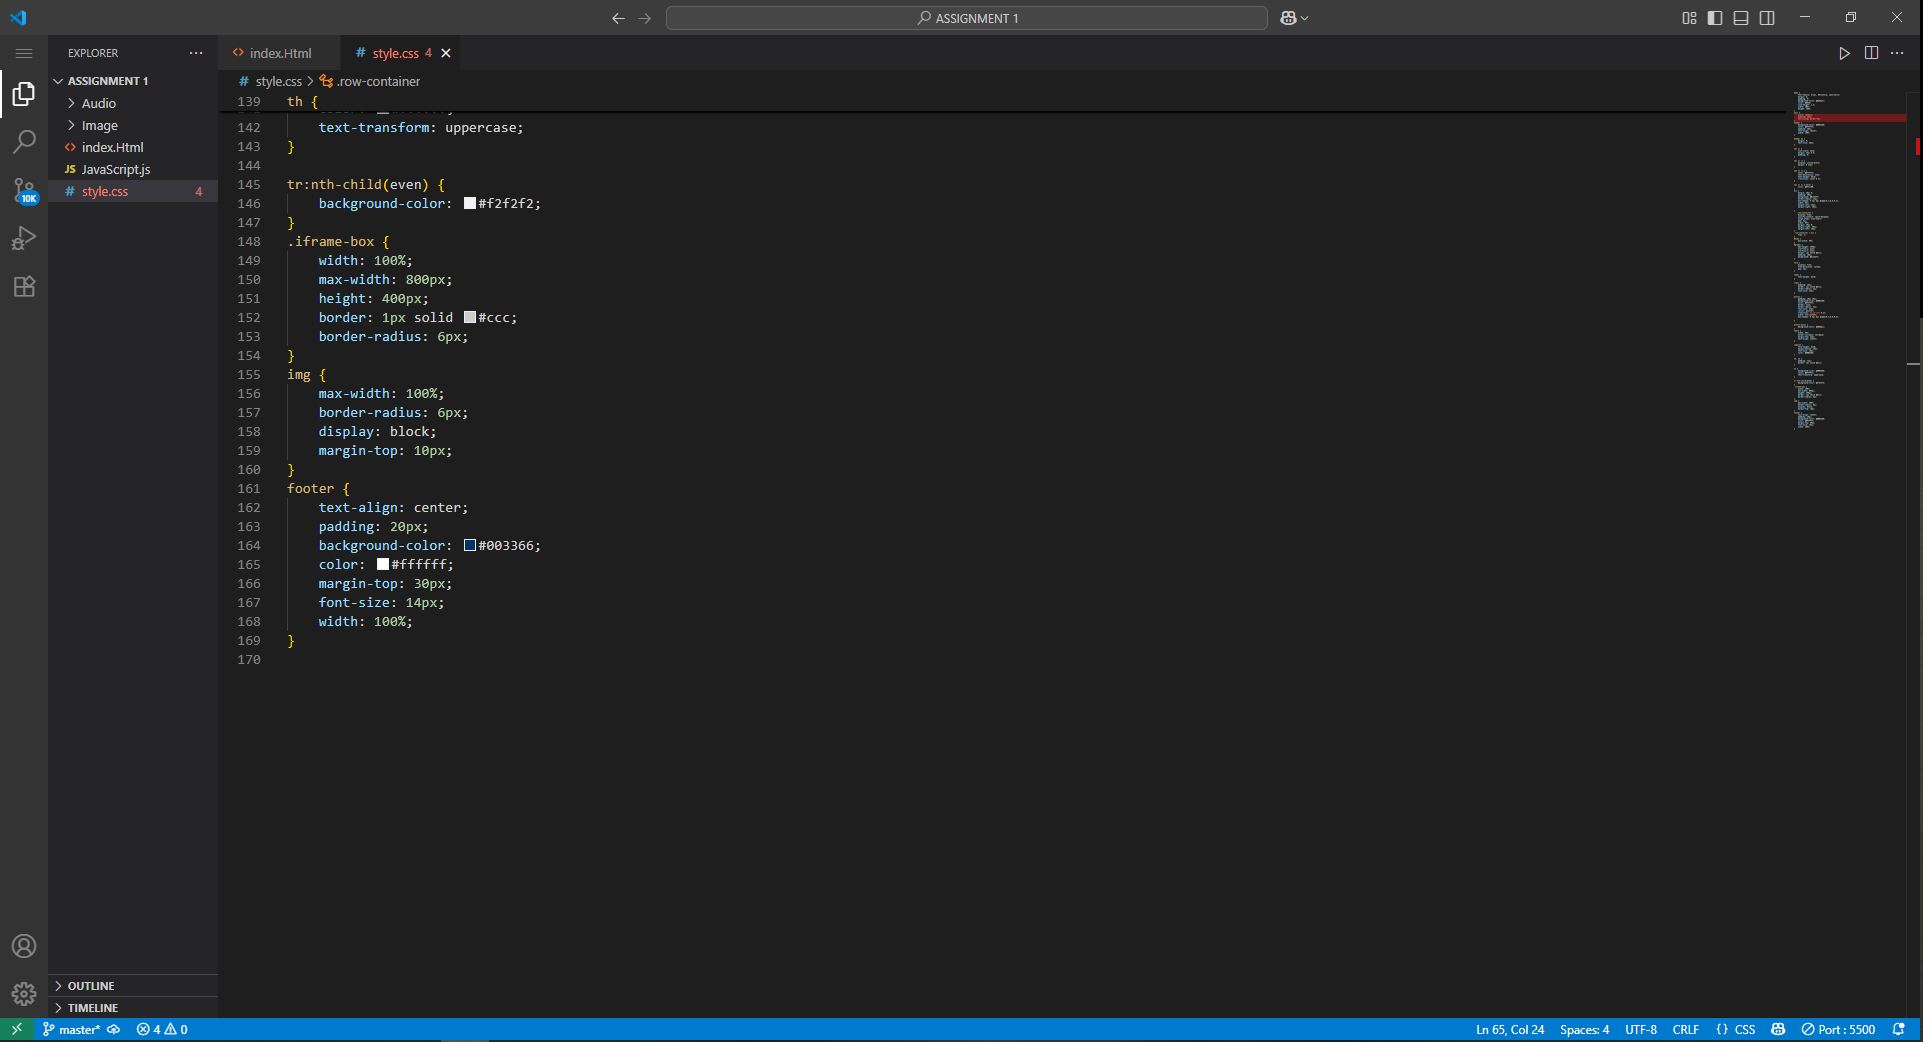 ASSIGNMENT 1
EXPLORER
ASSIGNMENT 1
Audio
Image
index.Html
JS JavaScript.js
# style.css 4
10K
OUTLINE
TIMELINE
index.Html
# style.css 4
# style.css > .row-container
139 th {
142 text-transform: uppercase;
143 }
144
145 tr:nth-child(even) {
146 background-color: #f2f2f2;
147 }
148 .iframe-box {
149 width: 100%;
150 max-width: 800px;
151 height: 400px;
152 border: 1px solid #ccc;
153 border-radius: 6px;
154 }
155 img {
156 max-width: 100%;
157 border-radius: 6px;
158 display: block;
159 margin-top: 10px;
160 }
161 footer {
162 text-align: center;
163 padding: 20px;
164 background-color: #003366;
165 color: #ffffff;
166 margin-top: 30px;
167 font-size: 14px;
168 width: 100%;
169 }
170
master* 4 0 Ln 65, Col 24 Spaces: 4 UTF-8 CRLF {} CSS Port : 5500